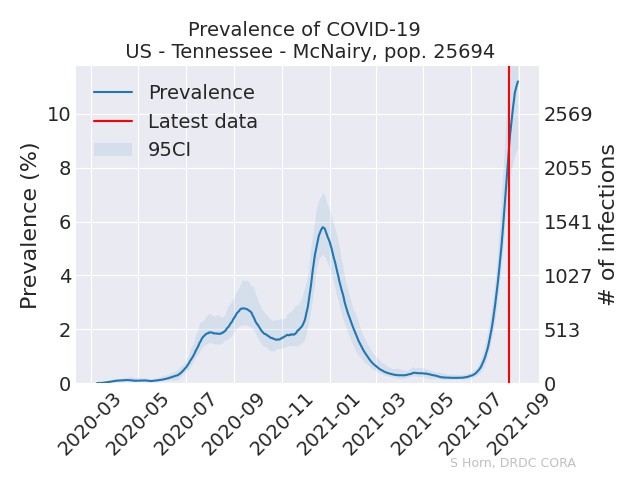 Prevalence of COVID-19
US - Tennessee - McNairy, pop. 25694
Prevalence
Latest data
95CI
Prevalence (%)
10
8
6
4
2
0
2569
2055
1541
1027
513
0
# of infections
2020-03
2020-05
2020-07
2020-09
2020-11
2021-01
2021-03
2021-05
2021-07
2021-09
S Horn, DRDC CORA